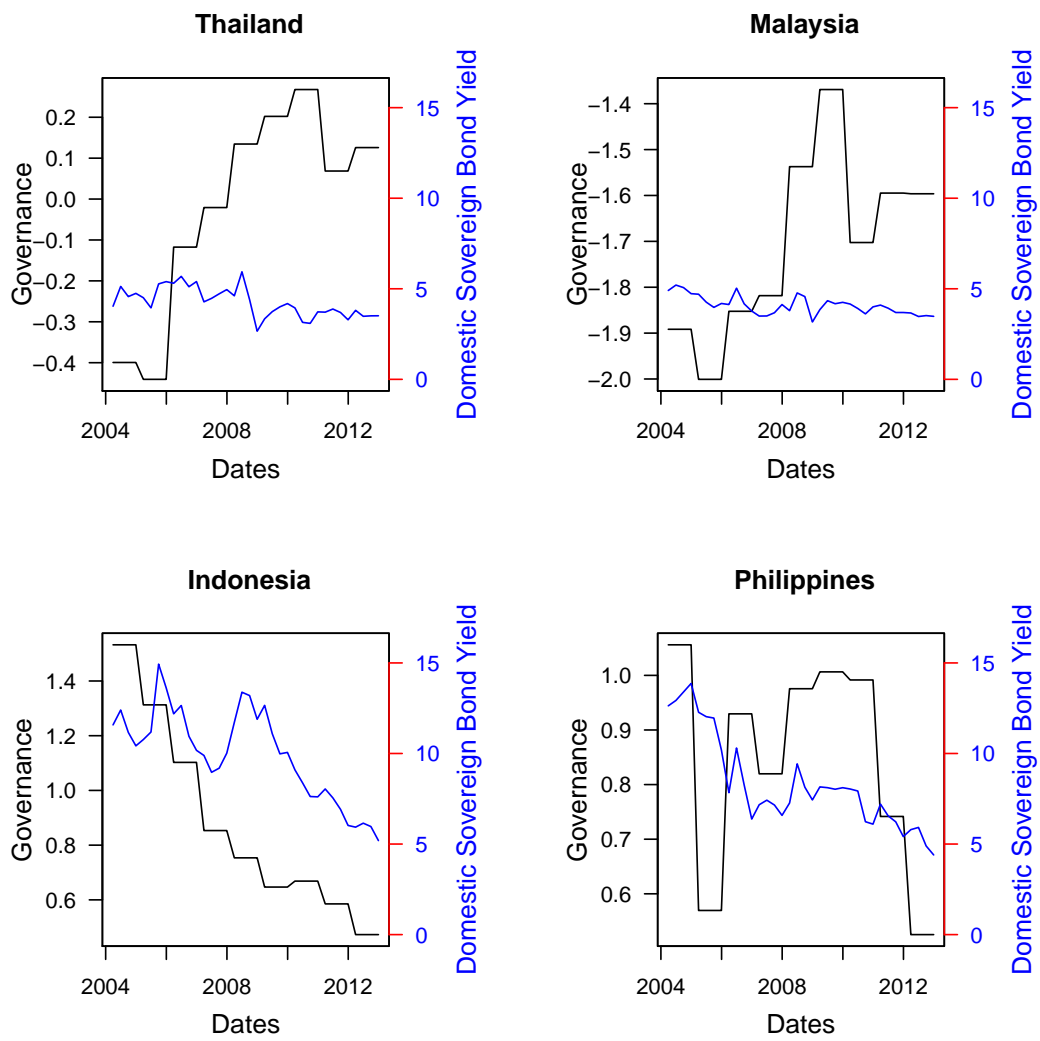 Thailand
Governance
0.2
0.1
0.0
−0.1
−0.2
−0.3
−0.4
15
10
5
0
Domestic Sovereign Bond Yield
2004 2008 2012
Dates
Malaysia
Governance
−1.4
−1.5
−1.6
−1.7
−1.8
−1.9
−2.0
15
10
5
0
Domestic Sovereign Bond Yield
2004 2008 2012
Dates
Indonesia
Governance
1.4
1.2
1.0
0.8
0.6
15
10
5
0
Domestic Sovereign Bond Yield
2004 2008 2012
Dates
Philippines
Governance
1.0
0.9
0.8
0.7
0.6
15
10
5
0
Domestic Sovereign Bond Yield
2004 2008 2012
Dates